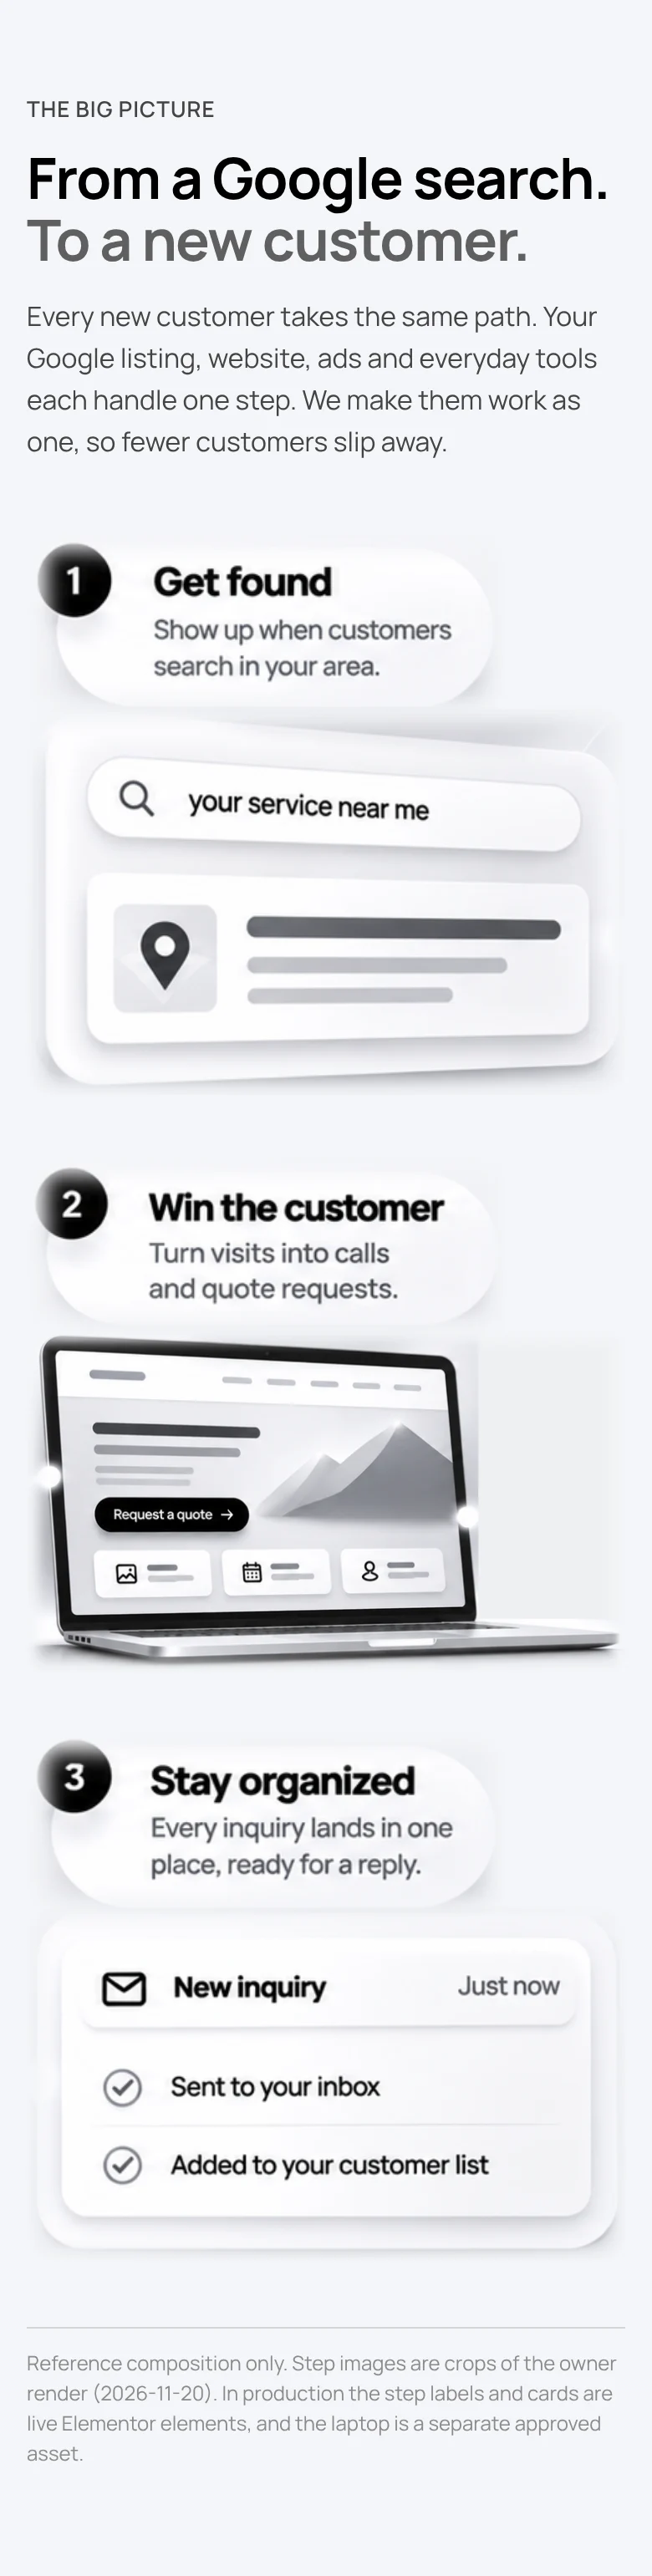 THE BIG PICTURE
From a Google search.
To a new customer.
Every new customer takes the same path. Your
Google listing, website, ads and everyday tools
each handle one step. We make them work as
one, so fewer customers slip away.
1
Get found
Show up when customers
search in your area.
your service near me
2
Win the customer
Turn visits into calls
and quote requests.
Request a quote →
3
Stay organized
Every inquiry lands in one
place, ready for a reply.
New inquiry Just now
Sent to your inbox
Added to your customer list
Reference composition only. Step images are crops of the owner
render (2026-11-20). In production the step labels and cards are
live Elementor elements, and the laptop is a separate approved
asset.